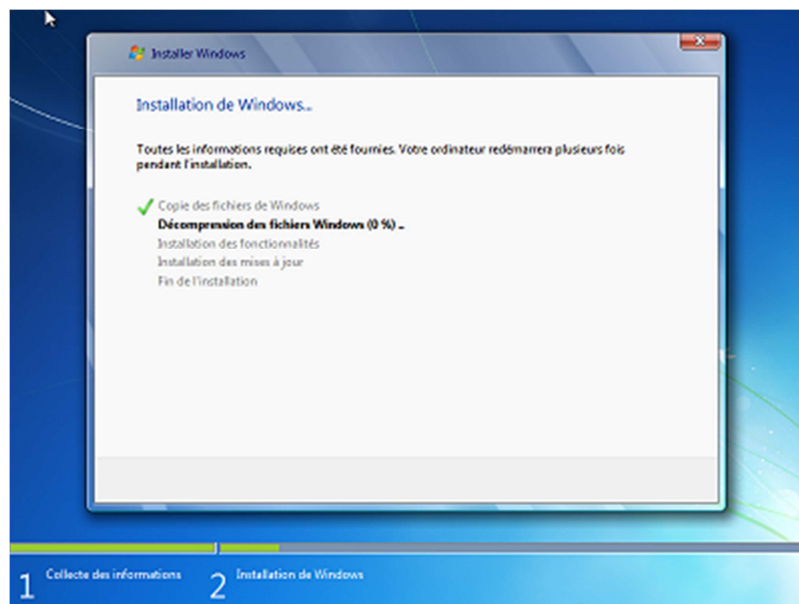 Installer Windows
Installation de Windows...
Toutes les informations requises ont été fournies. Votre ordinateur redémarrera plusieurs fois
pendant l'installation.
Copie des fichiers de Windows
Décompression des fichiers Windows (0 %) ..
Installation des fonctionnalités
Installation des mises à jour
Fin de l'installation
1 Collecte des informations 2 Installation de Windows